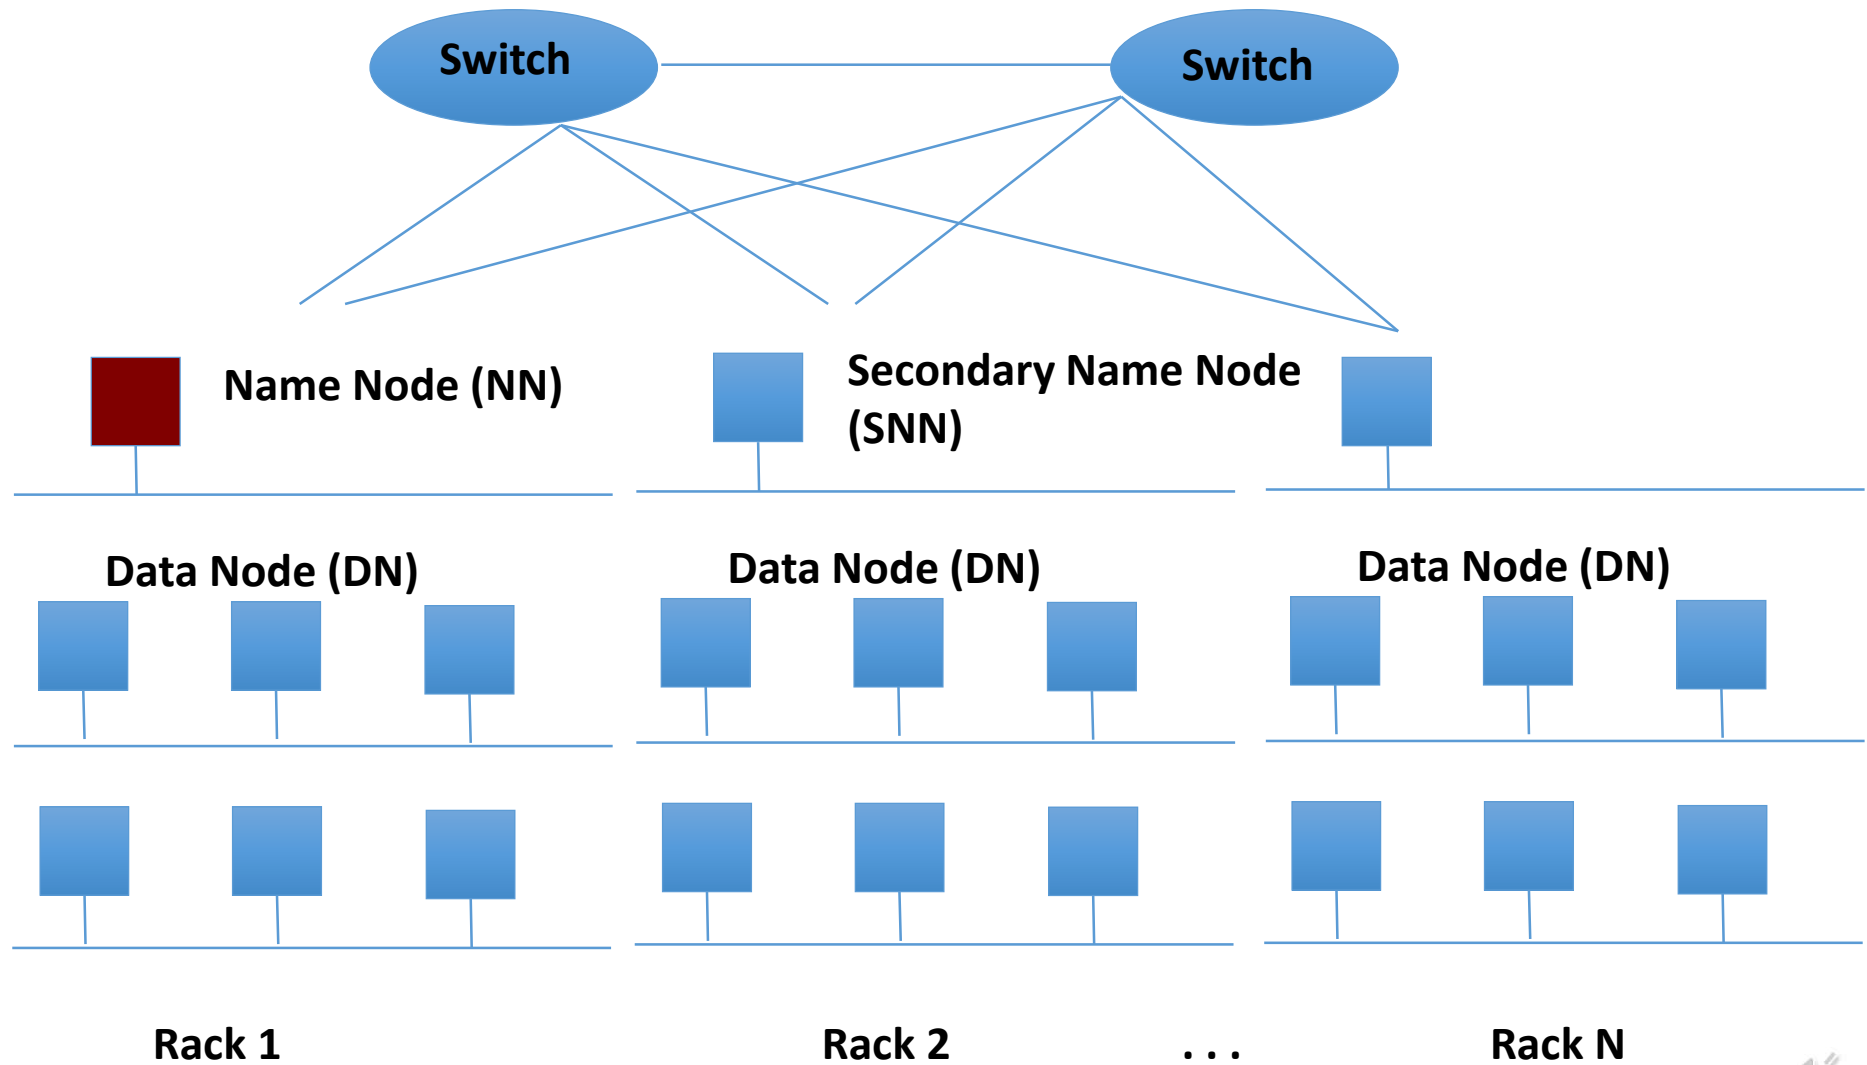 Switch
Switch
Name Node (NN)
Secondary Name Node
(SNN)
Data Node (DN)
Data Node (DN)
Data Node (DN)
Rack 1
Rack 2
. . .
Rack N